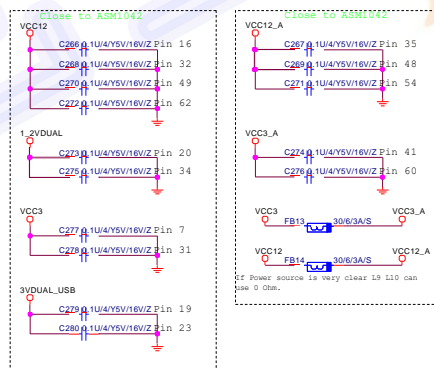 Close to ASM1042
VCC12
C266 0.1U/4/Y5V/16V/Z Pin 16
C268 0.1U/4/Y5V/16V/Z Pin 32
C270 0.1U/4/Y5V/16V/Z Pin 49
C272 0.1U/4/Y5V/16V/Z Pin 62
1_2VDUAL
C273 0.1U/4/Y5V/16V/Z Pin 20
C275 0.1U/4/Y5V/16V/Z Pin 34
VCC3
C277 0.1U/4/Y5V/16V/Z Pin 7
C278 0.1U/4/Y5V/16V/Z Pin 31
3VDUAL_USB
C279 0.1U/4/Y5V/16V/Z Pin 19
C280 0.1U/4/Y5V/16V/Z Pin 23
Close to ASM1042
VCC12_A
C267 0.1U/4/Y5V/16V/Z Pin 35
C269 0.1U/4/Y5V/16V/Z Pin 48
C271 0.1U/4/Y5V/16V/Z Pin 54
VCC3_A
C274 0.1U/4/Y5V/16V/Z Pin 41
C276 0.1U/4/Y5V/16V/Z Pin 60
VCC3 VCC3_A
FB13 30/6/3A/S
VCC12 VCC12_A
FB14 30/6/3A/S
If Power source is very clear L9 L10 can
use 0 Ohm.